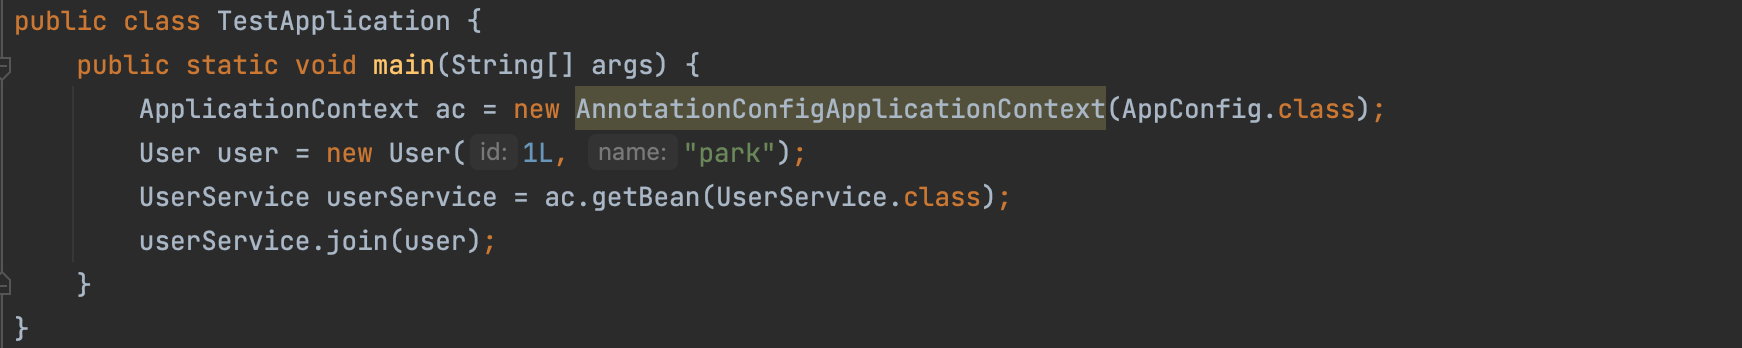 public class TestApplication {
public static void main(String[] args) {
ApplicationContext ac = new AnnotationConfigApplicationContext(AppConfig.class);
User user = new User( id: 1L, name: "park");
UserService userService = ac.getBean(UserService.class);
userService.join(user);
}
}